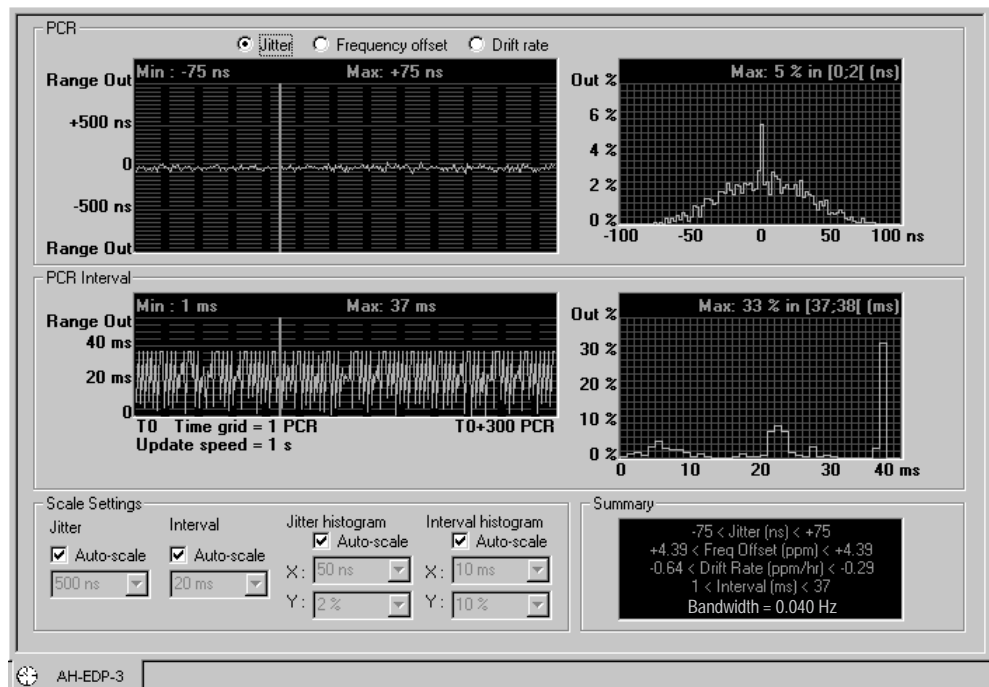 PCR
Jitter Frequency offset Drift rate
Min : -75 ns Max: +75 ns
Range Out
+500 ns
0
-500 ns
Range Out
Max: 5 % in [0;2[ (ns)
Out %
6 %
4 %
2 %
0 %
-100 -50 0 50 100 ns
PCR Interval
Min : 1 ms Max: 37 ms
Range Out
40 ms
20 ms
0
T0 Time grid = 1 PCR T0+300 PCR
Update speed = 1 s
Max: 33 % in [37;38[ (ms)
Out %
30 %
20 %
10 %
0 %
0 10 20 30 40 ms
Scale Settings
Jitter
Auto-scale
500 ns
Interval
Auto-scale
20 ms
Jitter histogram
Auto-scale
X: 50 ns
Y: 2 %
Interval histogram
Auto-scale
X: 10 ms
Y: 10 %
Summary
-75 < Jitter (ns) < +75
+4.39 < Freq Offset (ppm) < +4.39
-0.64 < Drift Rate (ppm/hr) < -0.29
1 < Interval (ms) < 37
Bandwidth = 0.040 Hz
AH-EDP-3